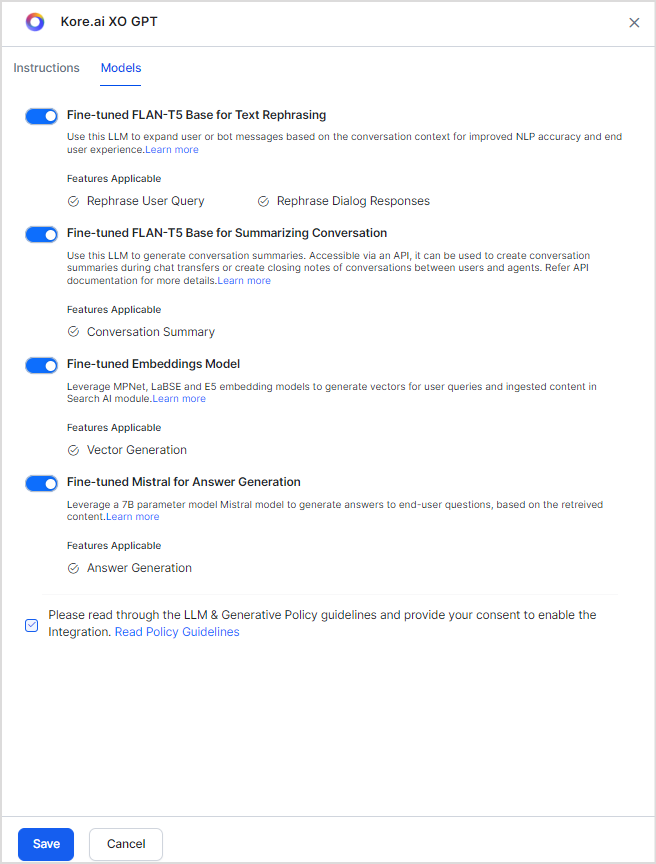 Kore.ai XO GPT
Instructions Models
Fine-tuned FLAN-T5 Base for Text Rephrasing
Use this LLM to expand user or bot messages based on the conversation context for improved NLP accuracy and end
user experience.Learn more
Features Applicable
Rephrase User Query Rephrase Dialog Responses
Fine-tuned FLAN-T5 Base for Summarizing Conversation
Use this LLM to generate conversation summaries. Accessible via an API, it can be used to create conversation
summaries during chat transfers or create closing notes of conversations between users and agents. Refer API
documentation for more details.Learn more
Features Applicable
Conversation Summary
Fine-tuned Embeddings Model
Leverage MPNet, LaBSE and E5 embedding models to generate vectors for user queries and ingested content in
Search AI module.Learn more
Features Applicable
Vector Generation
Fine-tuned Mistral for Answer Generation
Leverage a 7B parameter model Mistral model to generate answers to end-user questions, based on the retreived
content.Learn more
Features Applicable
Answer Generation
Please read through the LLM & Generative Policy guidelines and provide your consent to enable the
Integration. Read Policy Guidelines
Save Cancel